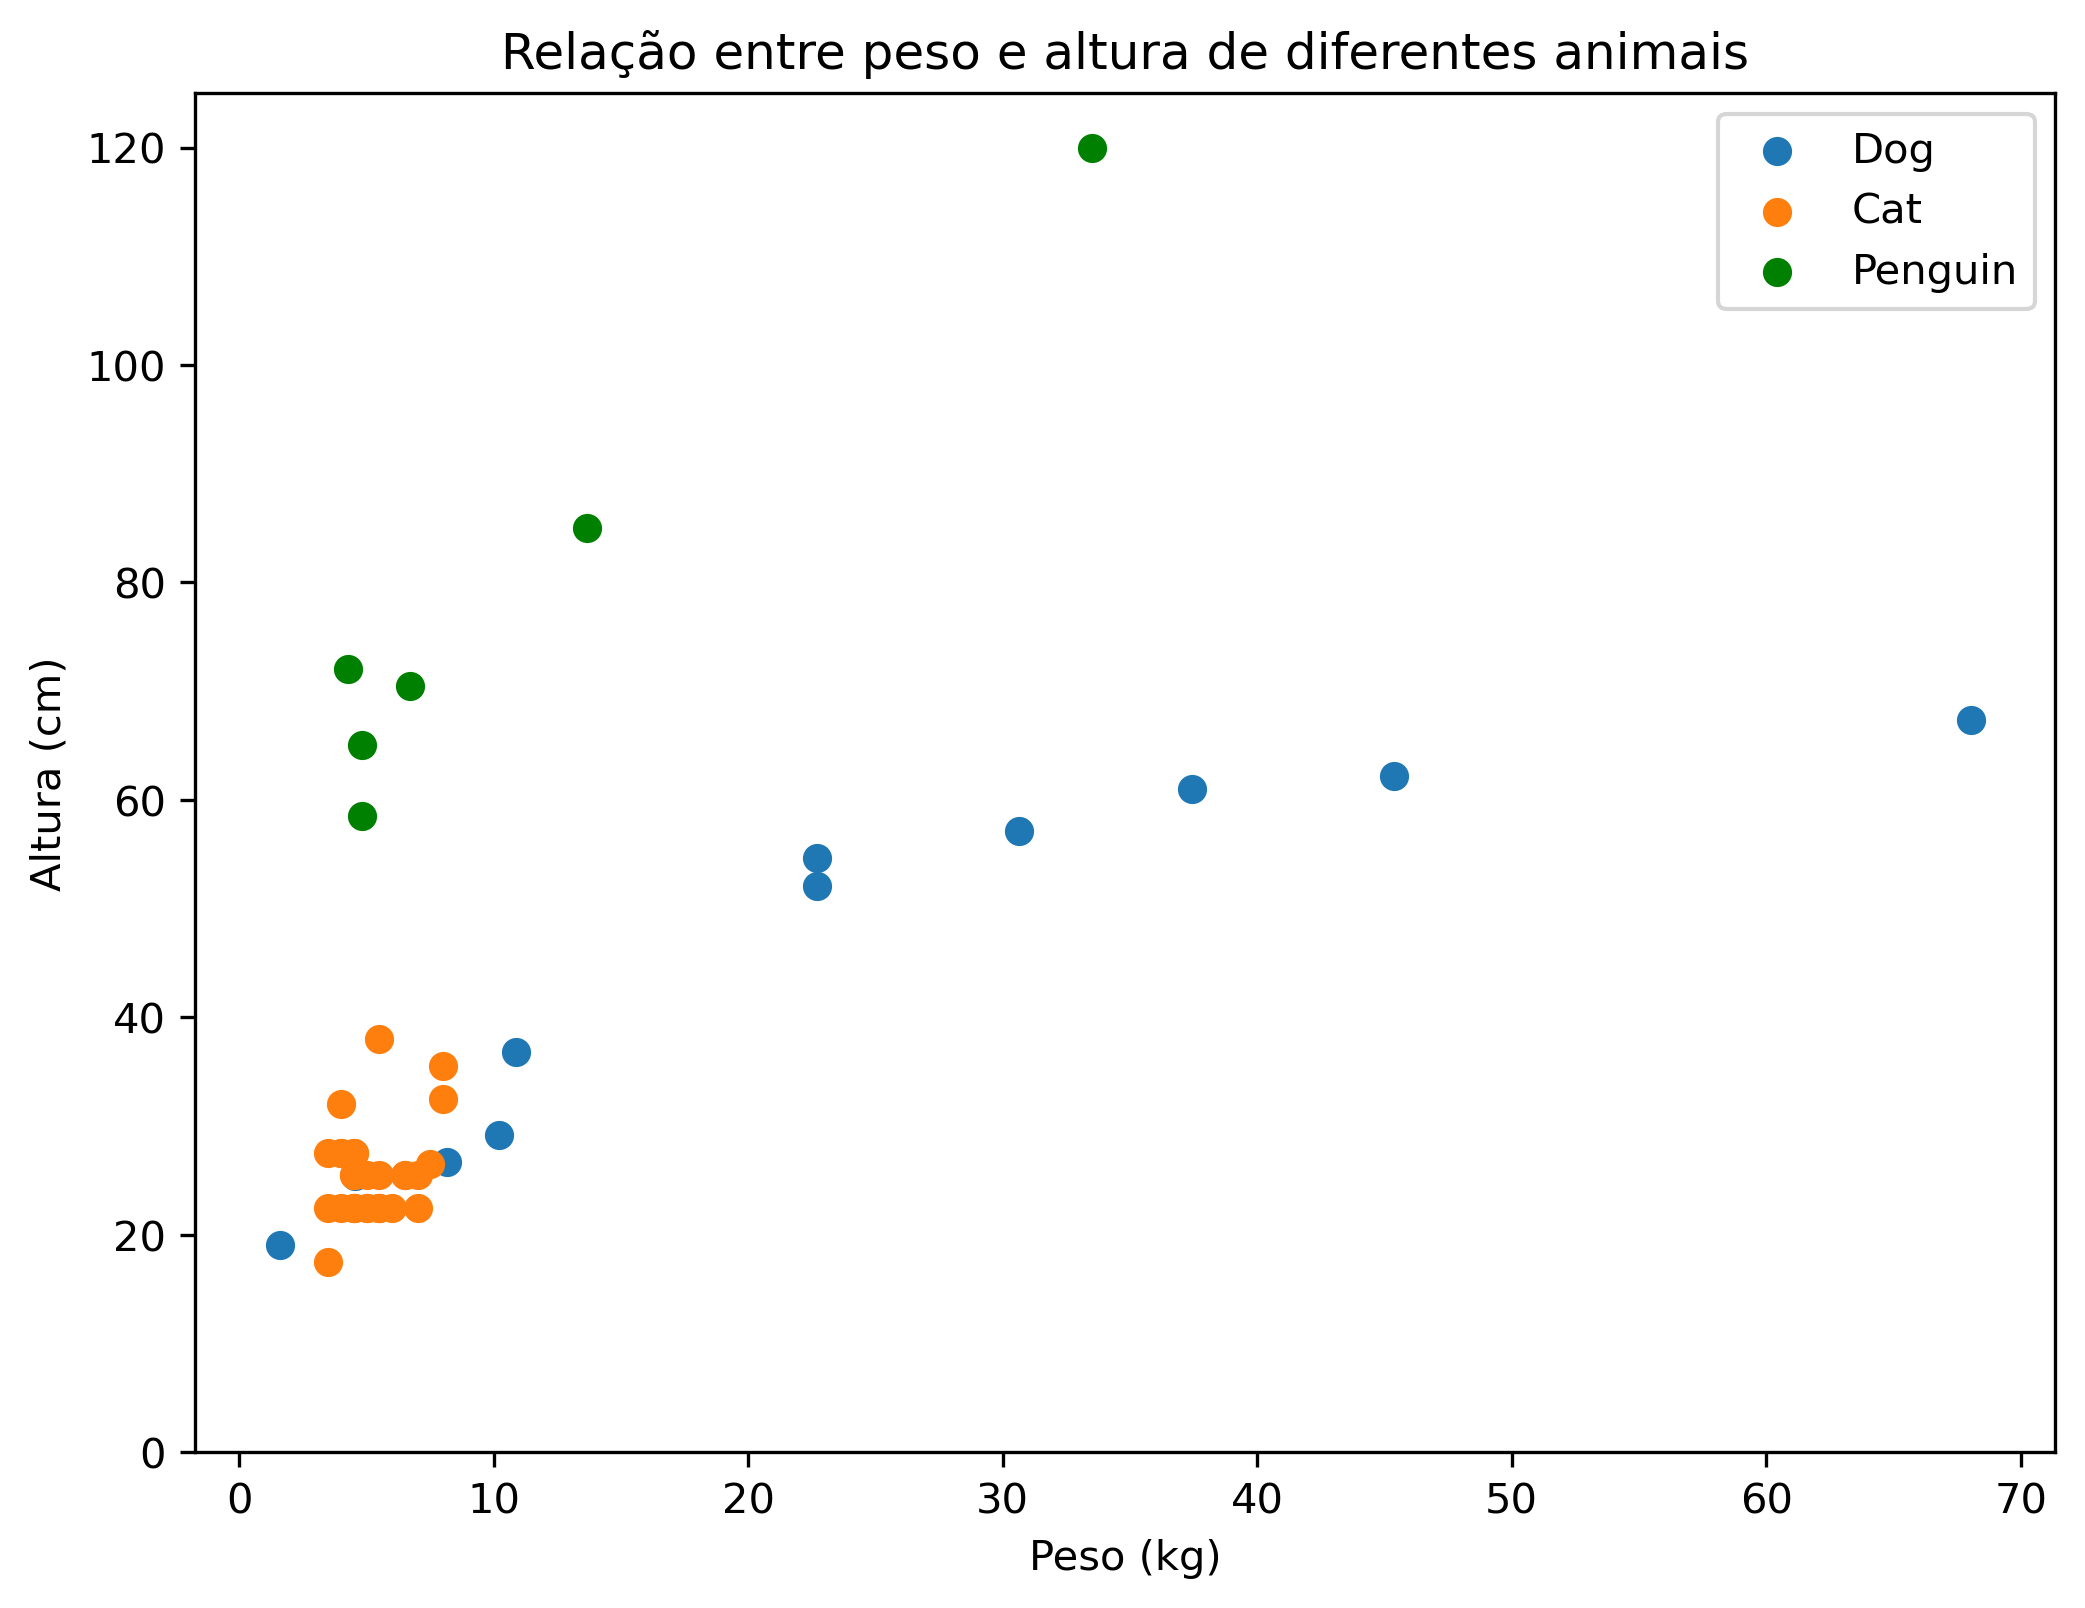 Relação entre peso e altura de diferentes animais
Dog
Cat
Penguin
120
100
80
60
40
20
0
Altura (cm)
0 10 20 30 40 50 60 70
Peso (kg)